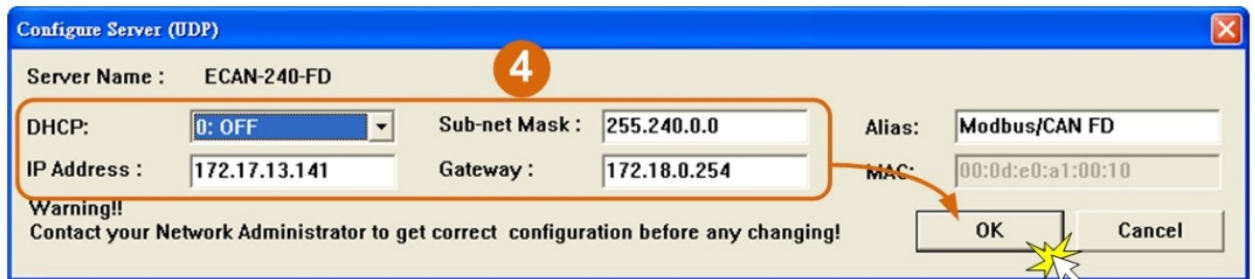 Configure Server (UDP)
Server Name : ECAN-240-FD
4
DHCP: 0: OFF Sub-net Mask : 255.240.0.0 Alias: Modbus/CAN FD
IP Address : 172.17.13.141 Gateway : 172.18.0.254 MAC: 00:0d:e0:a1:00:10
Warning!!
Contact your Network Administrator to get correct configuration before any changing!
OK Cancel